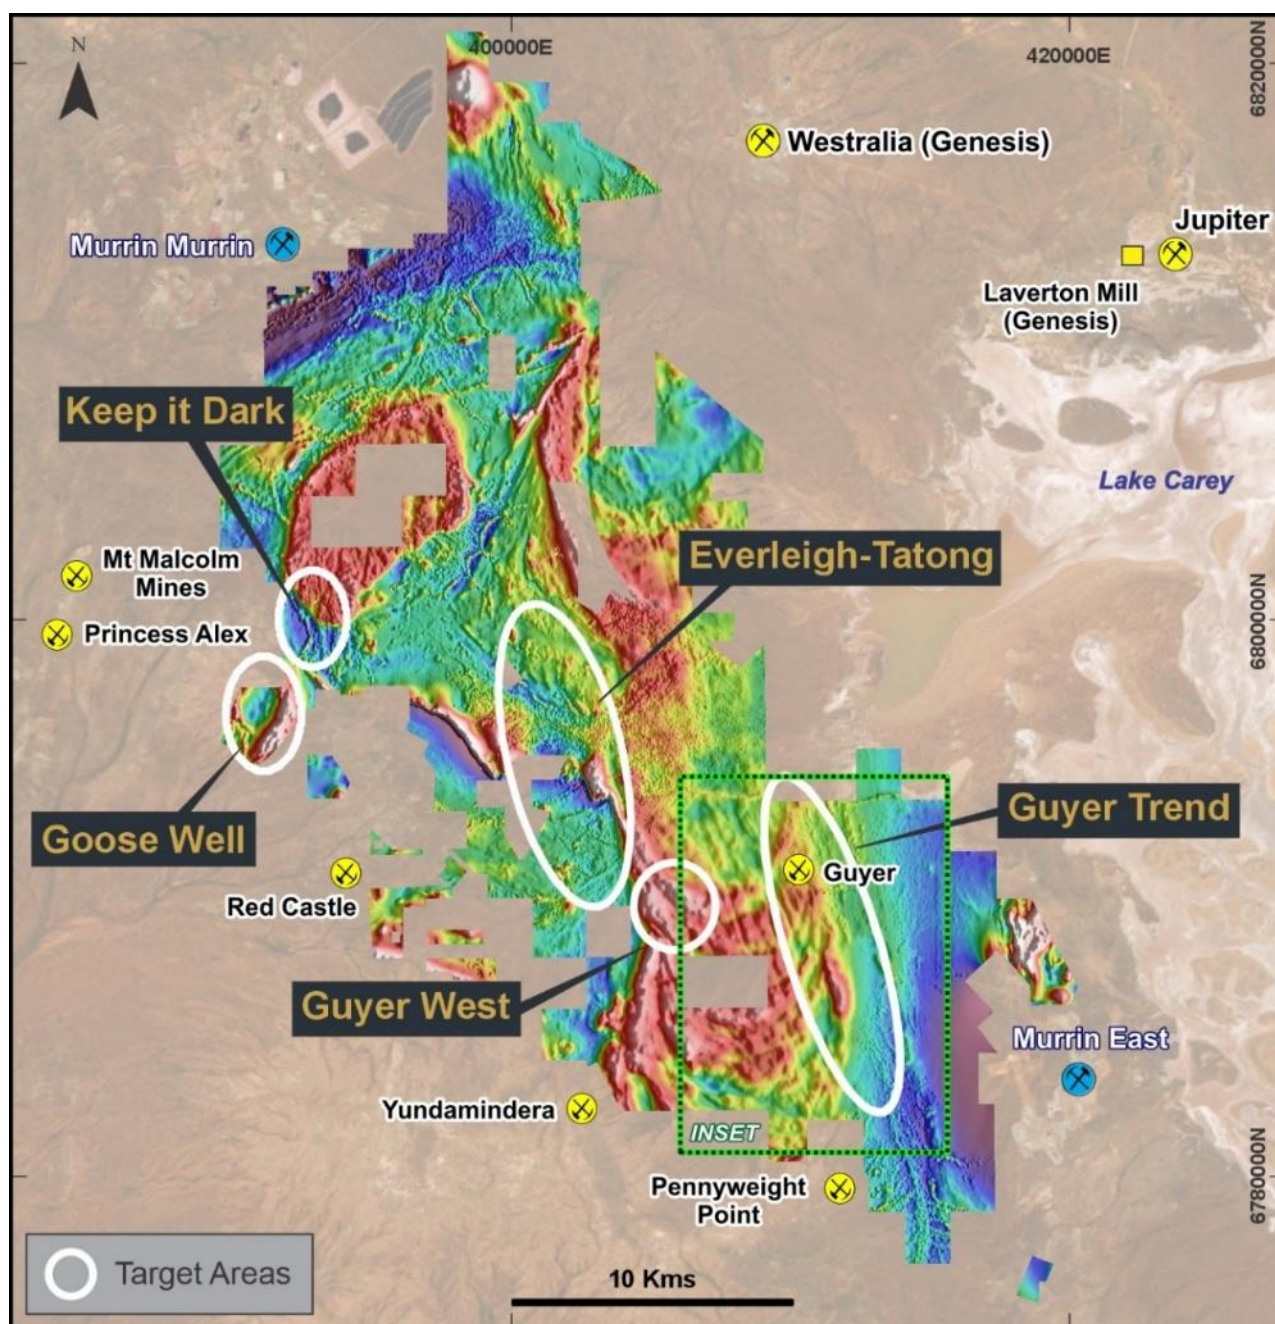 N
400000E
420000E
6820000N
Westralia (Genesis)
Murrin Murrin
Jupiter
Laverton Mill
(Genesis)
Keep it Dark
Lake Carey
Everleigh-Tatong
Mt Malcolm
Mines
Princess Alex
6800000N
Goose Well
Guyer Trend
Guyer
Red Castle
Guyer West
Murrin East
Yundamindera
INSET
Pennyweight
Point
6780000N
Target Areas
10 Kms